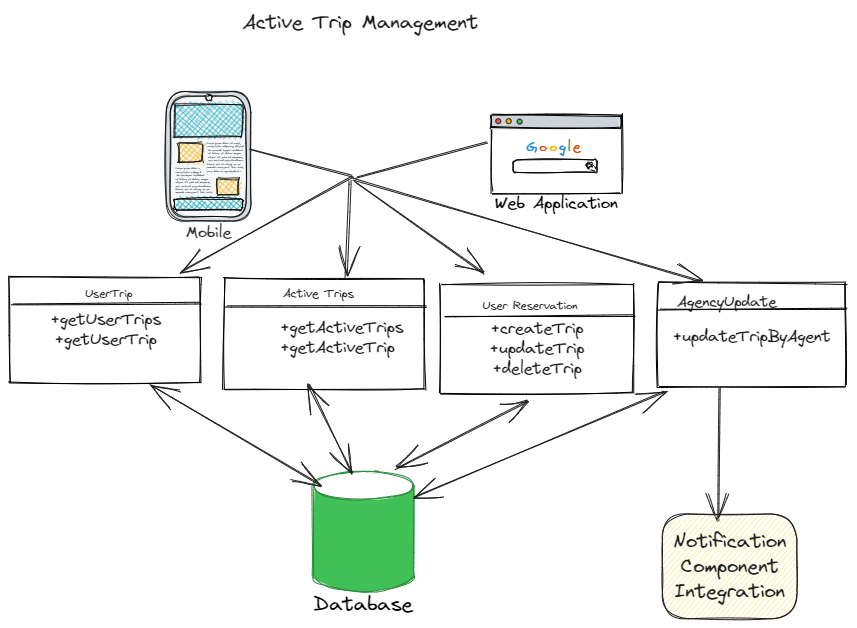 Active Trip Management
Google
Mobile
Web Application
UserTrip
+getUserTrips
+getUserTrip
Active Trips
+getActiveTrips
+getActiveTrip
User Reservation
+createTrip
+updateTrip
+deleteTrip
AgencyUpdate
+updateTripByAgent
Database
Notification
Component
Integration